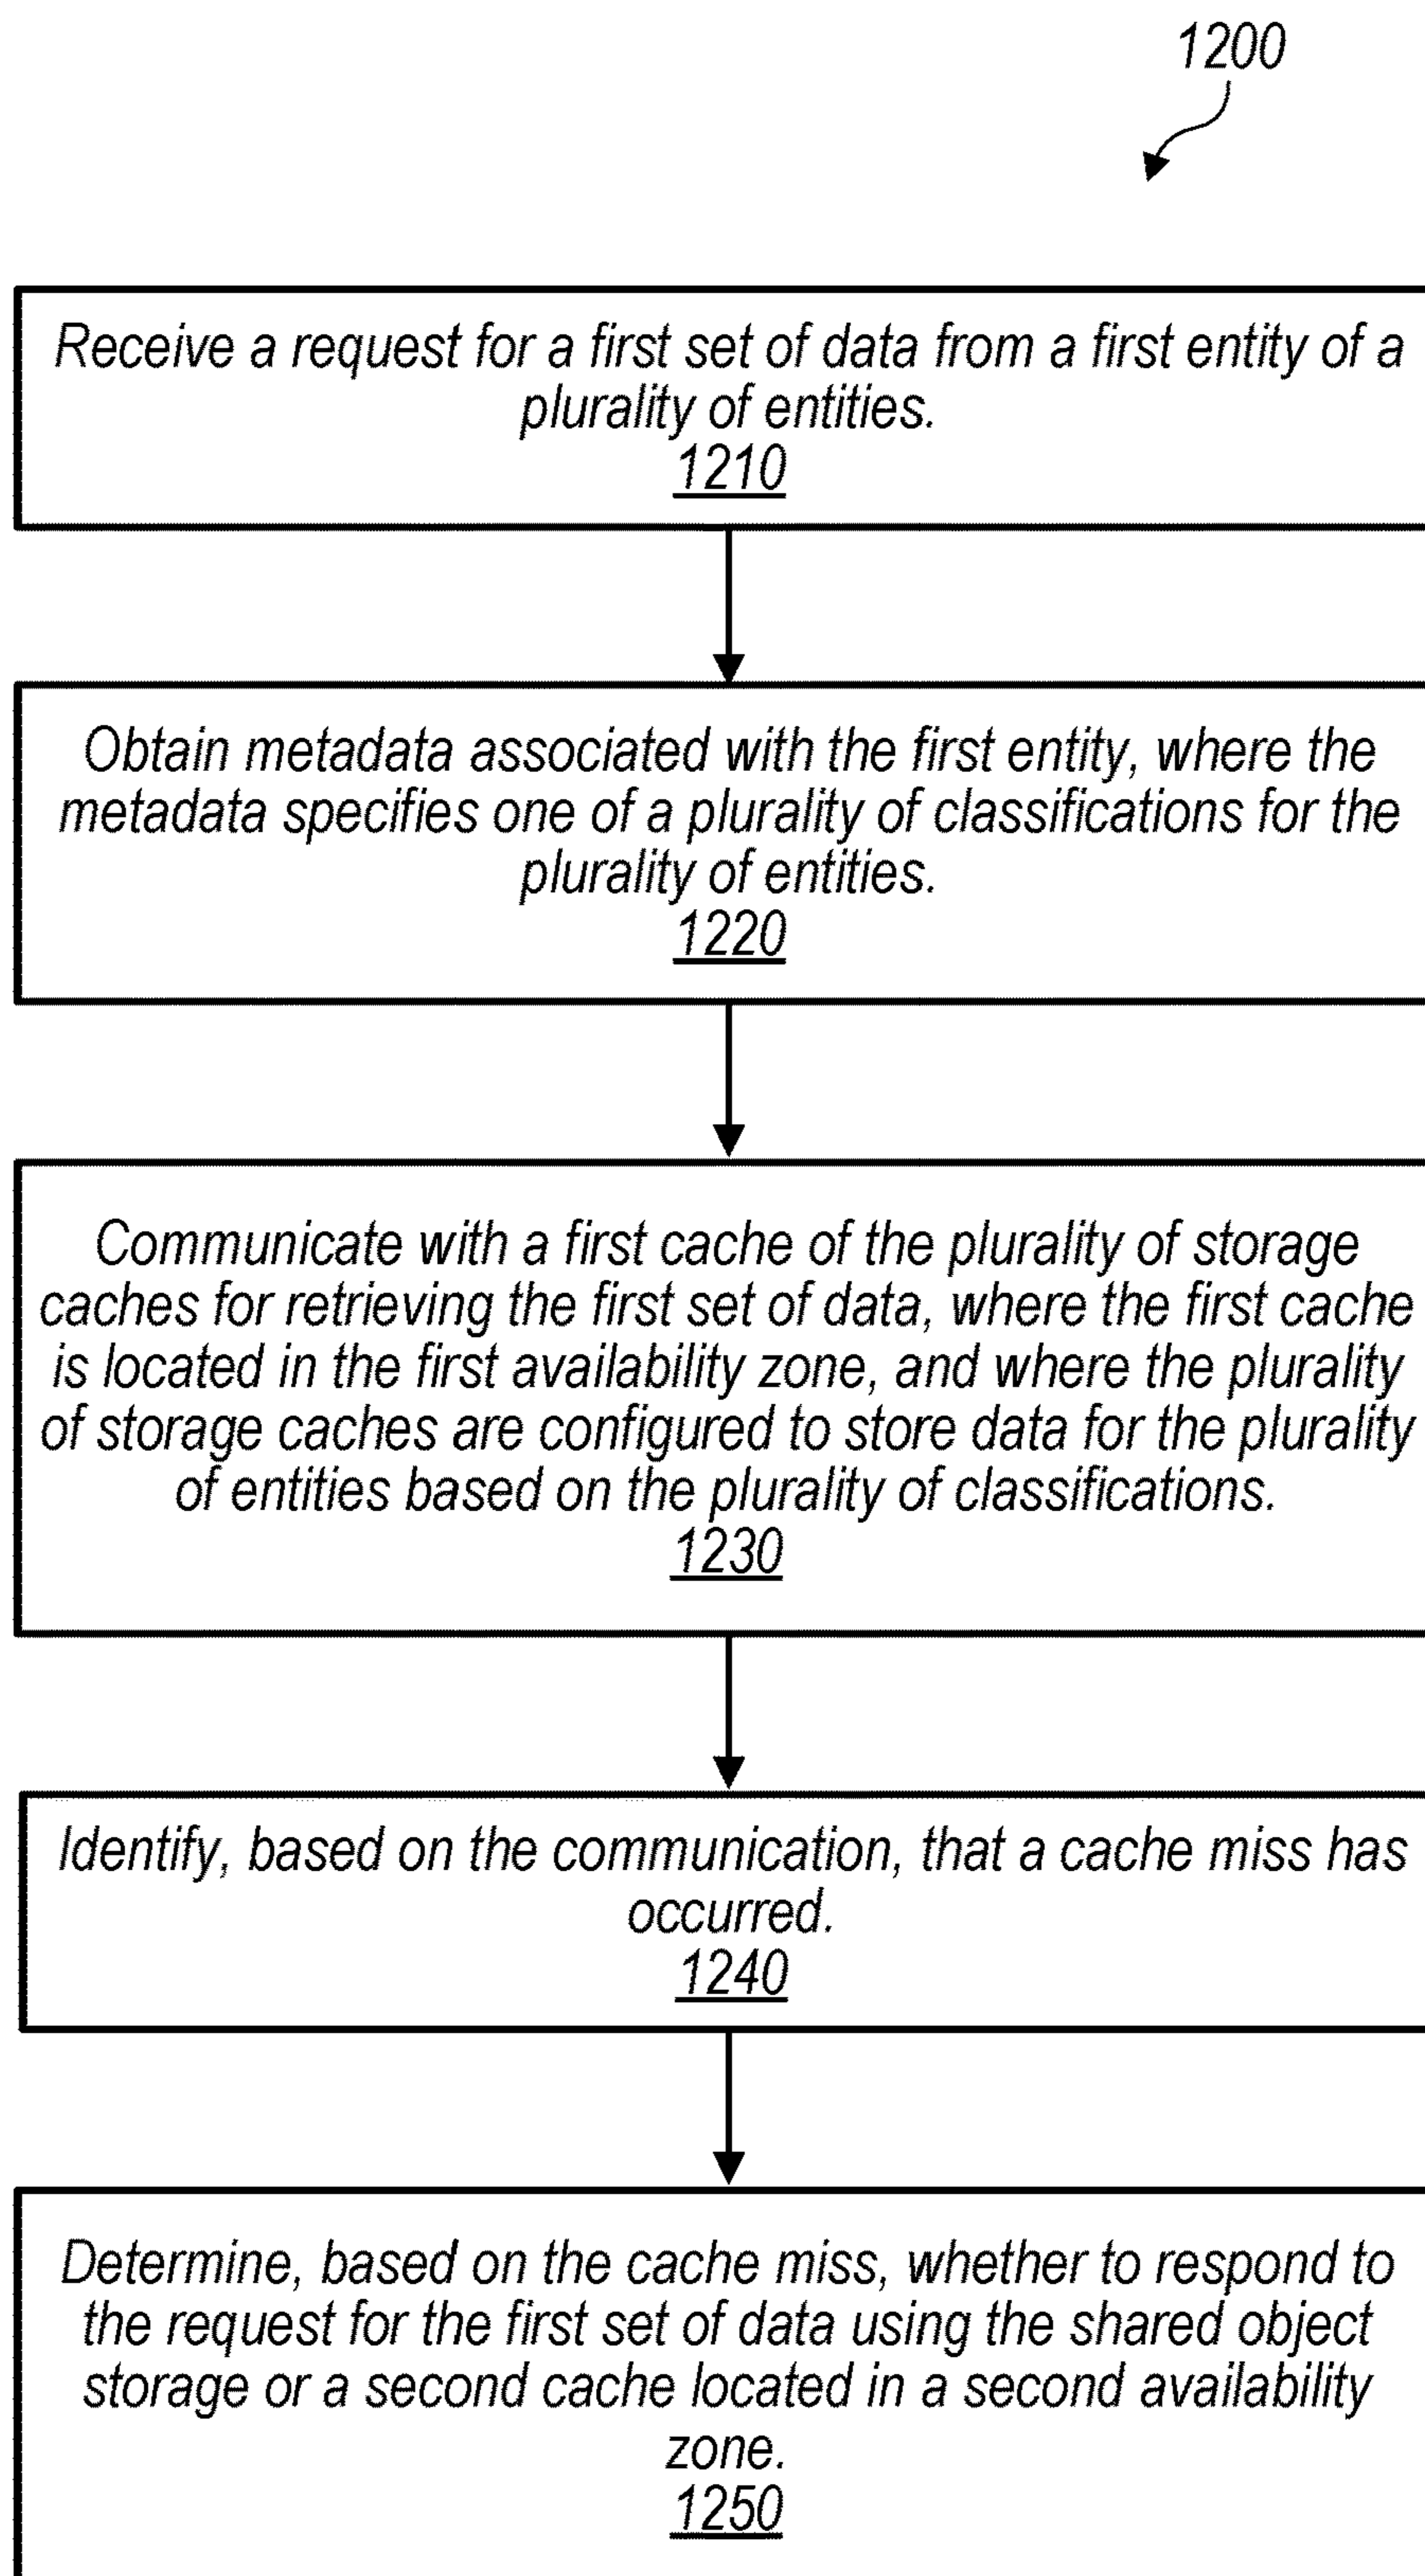 1200
Receive a request for a first set of data from a first entity of a
plurality of entities.
1210
Obtain metadata associated with the first entity, where the
metadata specifies one of a plurality of classifications for the
plurality of entities.
1220
Communicate with a first cache of the plurality of storage
caches for retrieving the first set of data, where the first cache
is located in the first availability zone, and where the plurality
of storage caches are configured to store data for the plurality
of entities based on the plurality of classifications.
1230
Identify, based on the communication, that a cache miss has
occurred.
1240
Determine, based on the cache miss, whether to respond to
the request for the first set of data using the shared object
storage or a second cache located in a second availability
zone.
1250